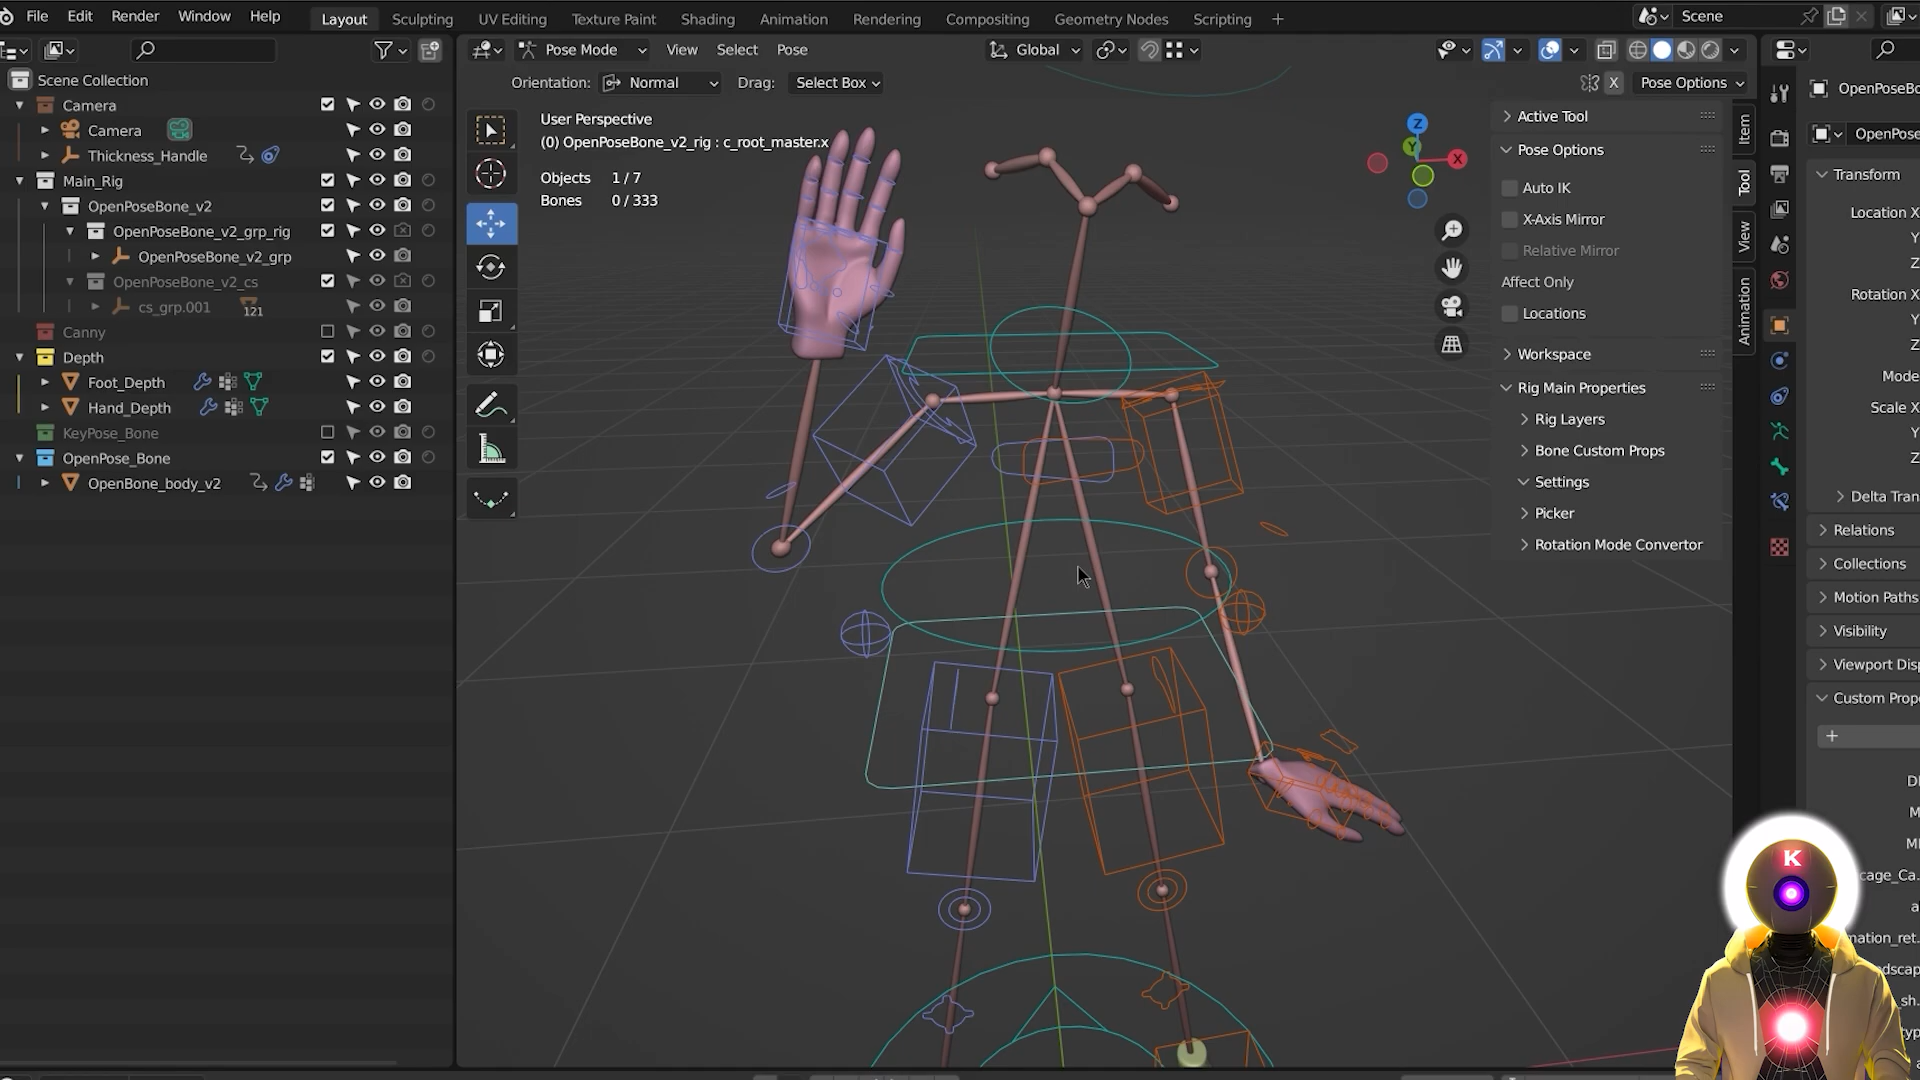 File Edit Render Window Help Layout Sculpting UV Editing Texture Paint Shading Animation Rendering Compositing Geometry Nodes Scripting + Scene
Pose Mode View Select Pose Global
Orientation: Normal Drag: Select Box X Pose Options
Scene Collection
Camera
Camera
Thickness_Handle
Main_Rig
OpenPoseBone_v2
OpenPoseBone_v2_grp_rig
OpenPoseBone_v2_grp
OpenPoseBone_v2_cs
cs_grp.001 121
Canny
Depth
Foot_Depth
Hand_Depth
KeyPose_Bone
OpenPose_Bone
OpenBone_body_v2
User Perspective
(0) OpenPoseBone_v2_rig : c_root_master.x
Objects 1 / 7
Bones 0 / 333
Z
Y
X
Active Tool
Pose Options
Auto IK
X-Axis Mirror
Relative Mirror
Affect Only
Locations
Workspace
Rig Main Properties
Rig Layers
Bone Custom Props
Settings
Picker
Rotation Mode Convertor
Item
Tool
View
Animation
OpenPoseBo
OpenPose
Transform
Location X
Y
Z
Rotation X
Y
Z
Mode
Scale X
Y
Z
Delta Tran
Relations
Collections
Motion Paths
Visibility
Viewport Disp
Custom Prop
+
K